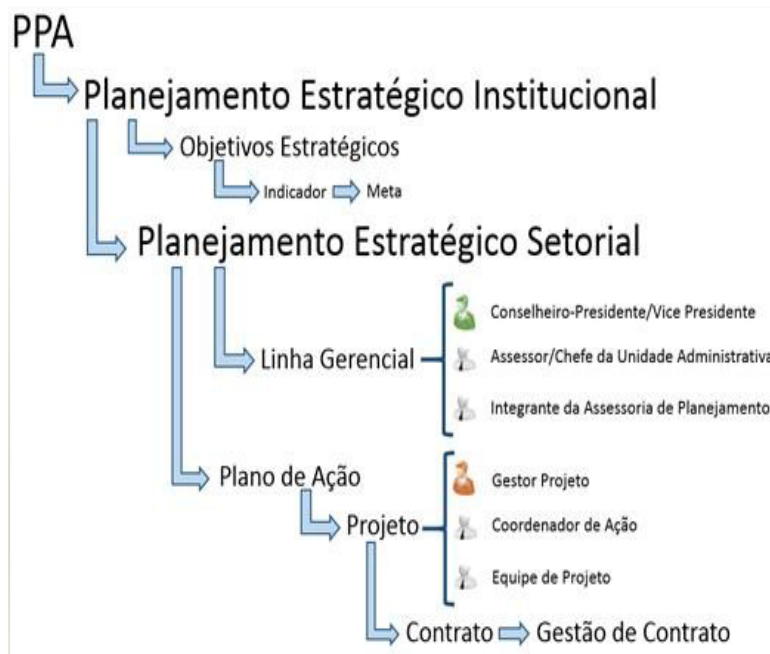 PPA
Planejamento Estratégico Institucional
Objetivos Estratégicos
Indicador
Meta
Planejamento Estratégico Setorial
Linha Gerencial
Conselheiro-Presidente/Vice Presidente
Assessor/Chefe da Unidade Administrativa
Integrante da Assessoria de Planejamento
Plano de Ação
Projeto
Gestor Projeto
Coordenador de Ação
Equipe de Projeto
Contrato
Gestão de Contrato